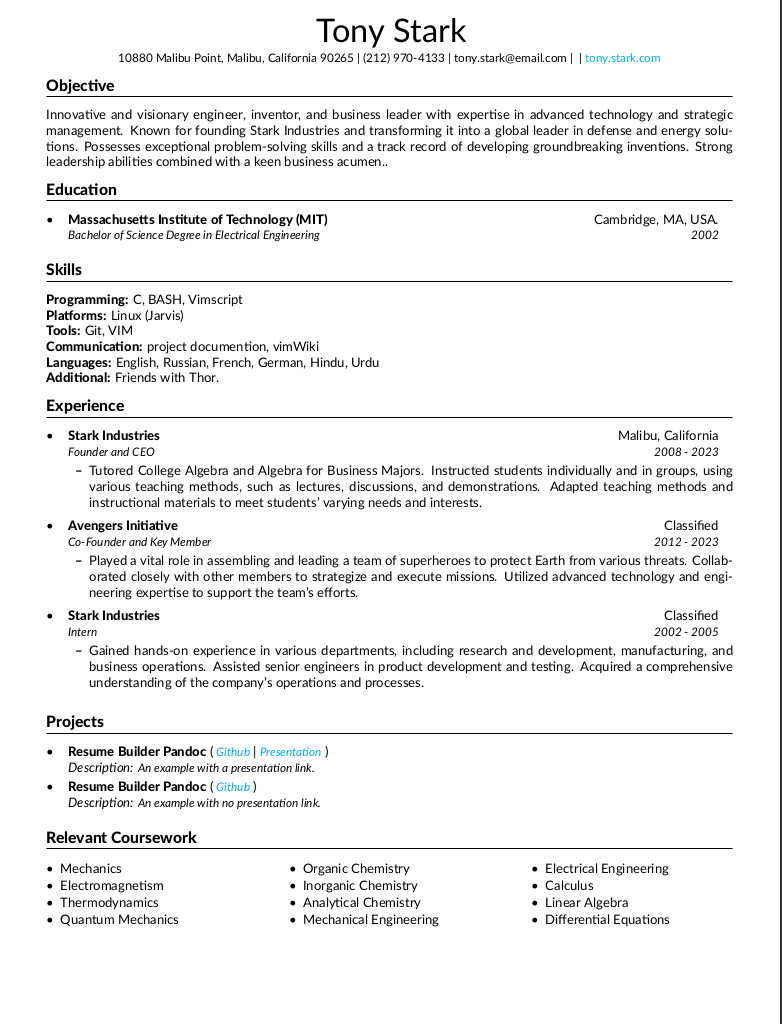 Tony Stark
10880 Malibu Point, Malibu, California 90265 | (212) 970-4133 | tony.stark@email.com | | tony.stark.com
Objective
Innovative and visionary engineer, inventor, and business leader with expertise in advanced technology and strategic
management. Known for founding Stark Industries and transforming it into a global leader in defense and energy solu-
tions. Possesses exceptional problem-solving skills and a track record of developing groundbreaking inventions. Strong
leadership abilities combined with a keen business acumen..
Education
• Massachusetts Institute of Technology (MIT) Cambridge, MA, USA.
Bachelor of Science Degree in Electrical Engineering 2002
Skills
Programming: C, BASH, Vimscript
Platforms: Linux (Jarvis)
Tools: Git, VIM
Communication: project documention, vimWiki
Languages: English, Russian, French, German, Hindu, Urdu
Additional: Friends with Thor.
Experience
• Stark Industries Malibu, California
Founder and CEO 2008 - 2023
– Tutored College Algebra and Algebra for Business Majors. Instructed students individually and in groups, using
various teaching methods, such as lectures, discussions, and demonstrations. Adapted teaching methods and
instructional materials to meet students' varying needs and interests.
• Avengers Initiative Classified
Co-Founder and Key Member 2012 - 2023
– Played a vital role in assembling and leading a team of superheroes to protect Earth from various threats. Collab-
orated closely with other members to strategize and execute missions. Utilized advanced technology and engi-
neering expertise to support the team's efforts.
• Stark Industries Classified
Intern 2002 - 2005
– Gained hands-on experience in various departments, including research and development, manufacturing, and
business operations. Assisted senior engineers in product development and testing. Acquired a comprehensive
understanding of the company's operations and processes.
Projects
• Resume Builder Pandoc ( Github | Presentation )
Description: An example with a presentation link.
• Resume Builder Pandoc ( Github )
Description: An example with no presentation link.
Relevant Coursework
• Mechanics
• Electromagnetism
• Thermodynamics
• Quantum Mechanics
• Organic Chemistry
• Inorganic Chemistry
• Analytical Chemistry
• Mechanical Engineering
• Electrical Engineering
• Calculus
• Linear Algebra
• Differential Equations